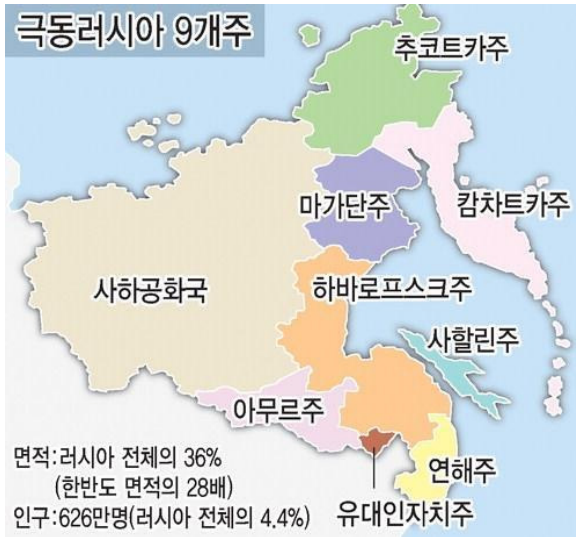 극동러시아 9개주
추코트카주
마가단주
캄차트카주
사하공화국
하바로프스크주
사할린주
아무르주
연해주
유대인자치주
면적:러시아 전체의 36%
(한반도 면적의 28배)
인구:626만명(러시아 전체의 4.4%)